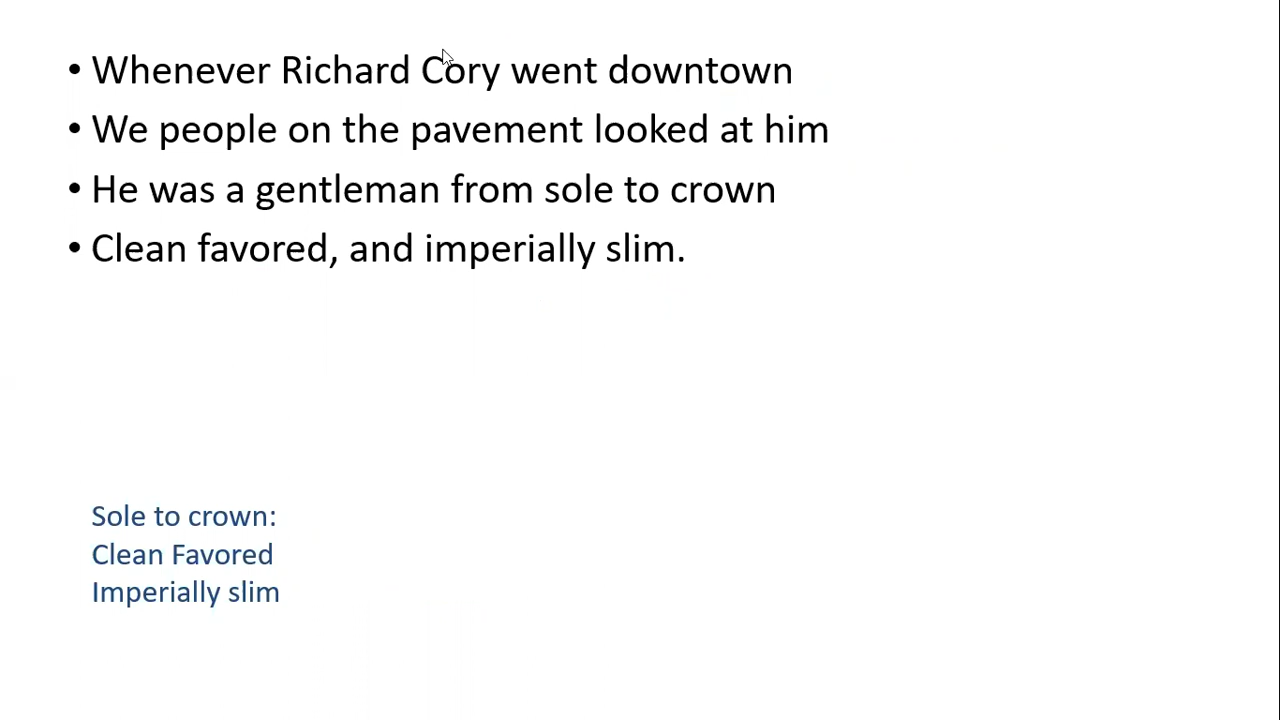 • Whenever Richard Cory went downtown
• We people on the pavement looked at him
• He was a gentleman from sole to crown
• Clean favored, and imperially slim.
Sole to crown:
Clean Favored
Imperially slim